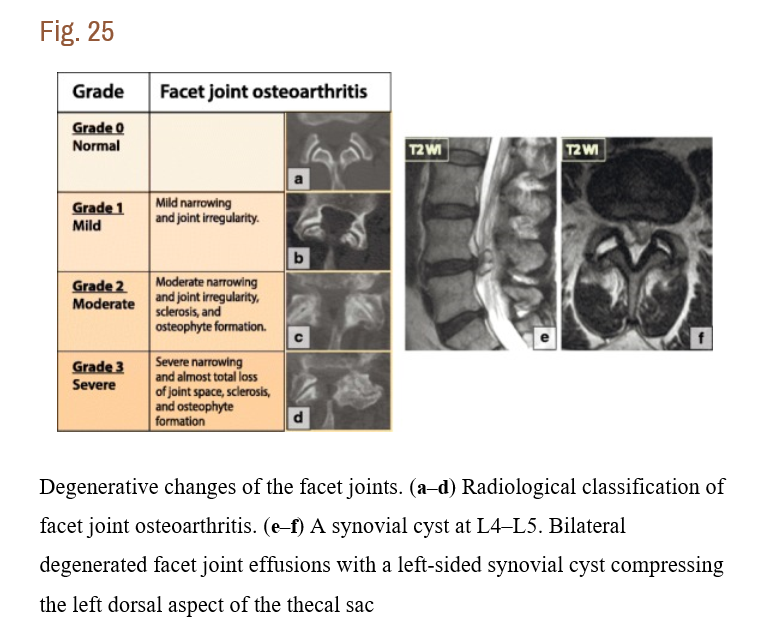 Fig. 25
Grade
Facet joint osteoarthritis
Grade 0
Normal
a
Grade 1
Mild
Mild narrowing
and joint irregularity.
b
Grade 2
Moderate
Moderate narrowing
and joint irregularity,
sclerosis, and
osteophyte formation.
c
Grade 3
Severe
Severe narrowing
and almost total loss
of joint space, sclerosis,
and osteophyte
formation
d
T2WI
e
T2WI
f
Degenerative changes of the facet joints. (a–d) Radiological classification of
facet joint osteoarthritis. (e–f) A synovial cyst at L4–L5. Bilateral
degenerated facet joint effusions with a left-sided synovial cyst compressing
the left dorsal aspect of the thecal sac